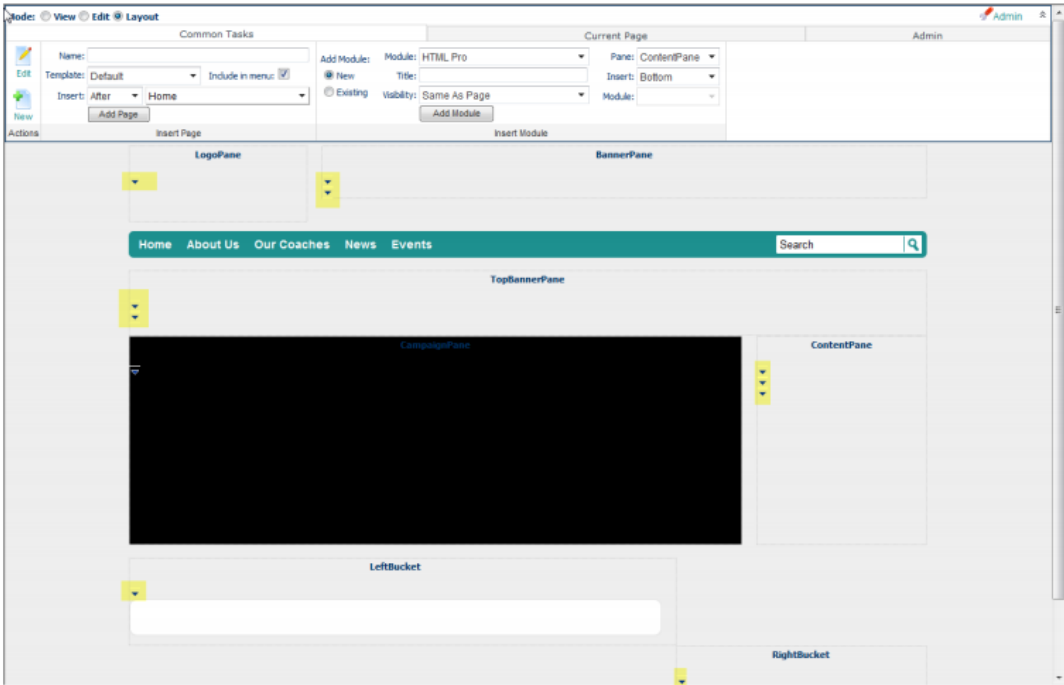 Mode: View Edit Layout Admin
Common Tasks Current Page Admin
Edit
New
Actions
Name:
Template: Default Include in menu:
Insert: After Home
Add Page
Insert Page
Add Module: Module: HTML Pro Pane: ContentPane
New Title: Insert: Bottom
Existing Visibility: Same As Page Module:
Add Module
Insert Module
LogoPane BannerPane
Home About Us Our Coaches News Events Search
TopBannerPane
CampaignPane ContentPane
LeftBucket
RightBucket